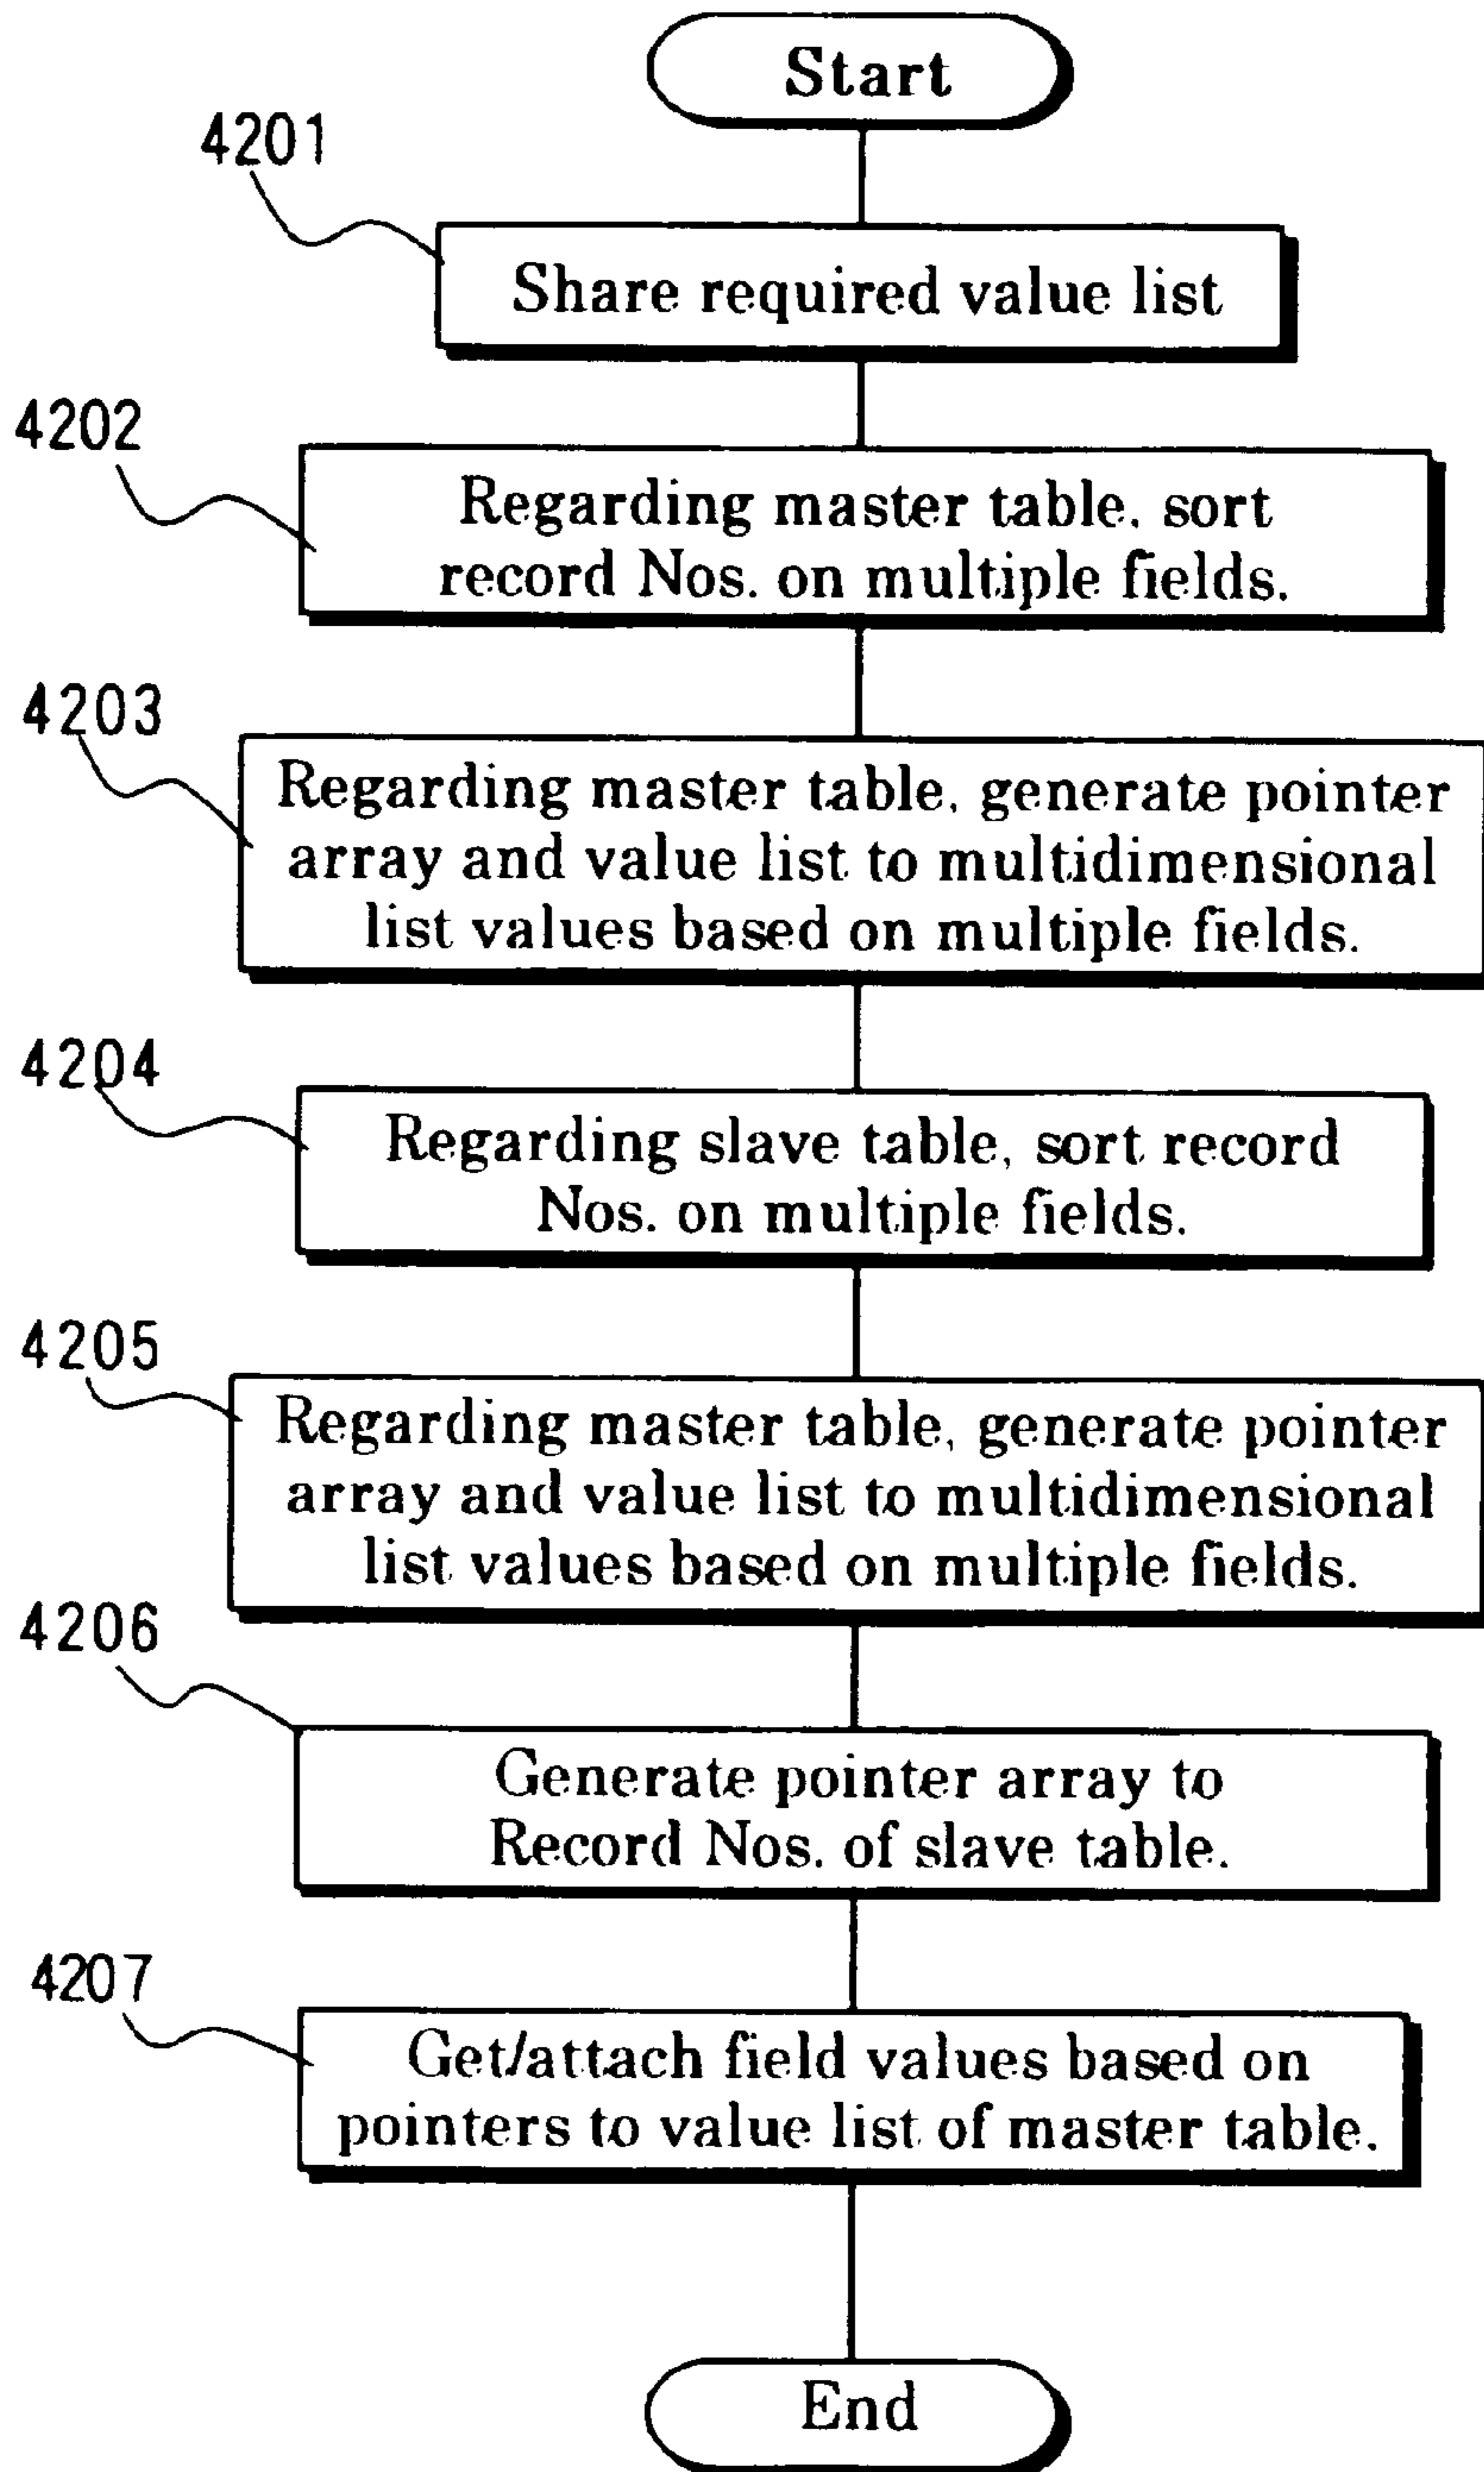 Start
4201
Share required value list
4202
Regarding master table, sort
record Nos. on multiple fields.
4203
Regarding master table, generate pointer
array and value list to multidimensional
list values based on multiple fields.
4204
Regarding slave table, sort record
Nos. on multiple fields.
4205
Regarding master table, generate pointer
array and value list to multidimensional
list values based on multiple fields.
4206
Generate pointer array to
Record Nos. of slave table.
4207
Get/attach field values based on
pointers to value list of master table.
End